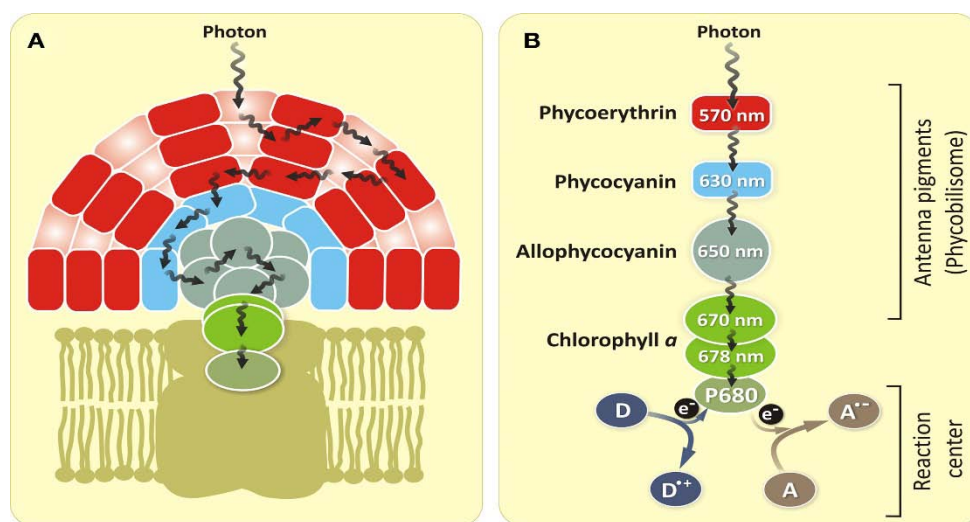 A
Photon
B
Photon
Phycoerythrin
570 nm
Phycocyanin
630 nm
Allophycocyanin
650 nm
670 nm
Chlorophyll a
678 nm
P680
D
e⁻
e⁻
A•−
D•+
A
Antenna pigments
(Phycobilisome)
Reaction
center